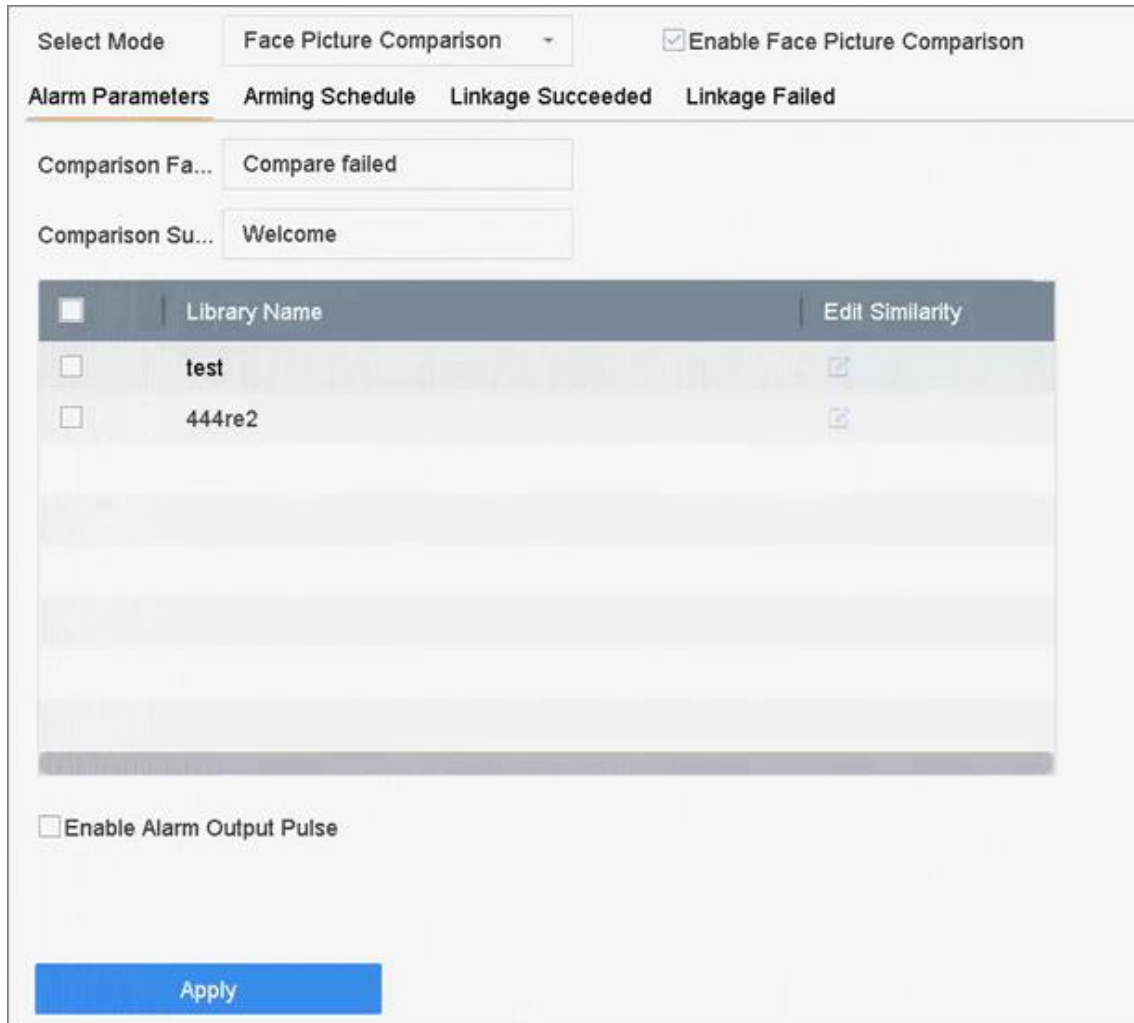 Select Mode Face Picture Comparison Enable Face Picture Comparison
Alarm Parameters Arming Schedule Linkage Succeeded Linkage Failed
Comparison Fa... Compare failed
Comparison Su... Welcome
Library Name Edit Similarity
test
444re2
Enable Alarm Output Pulse
Apply